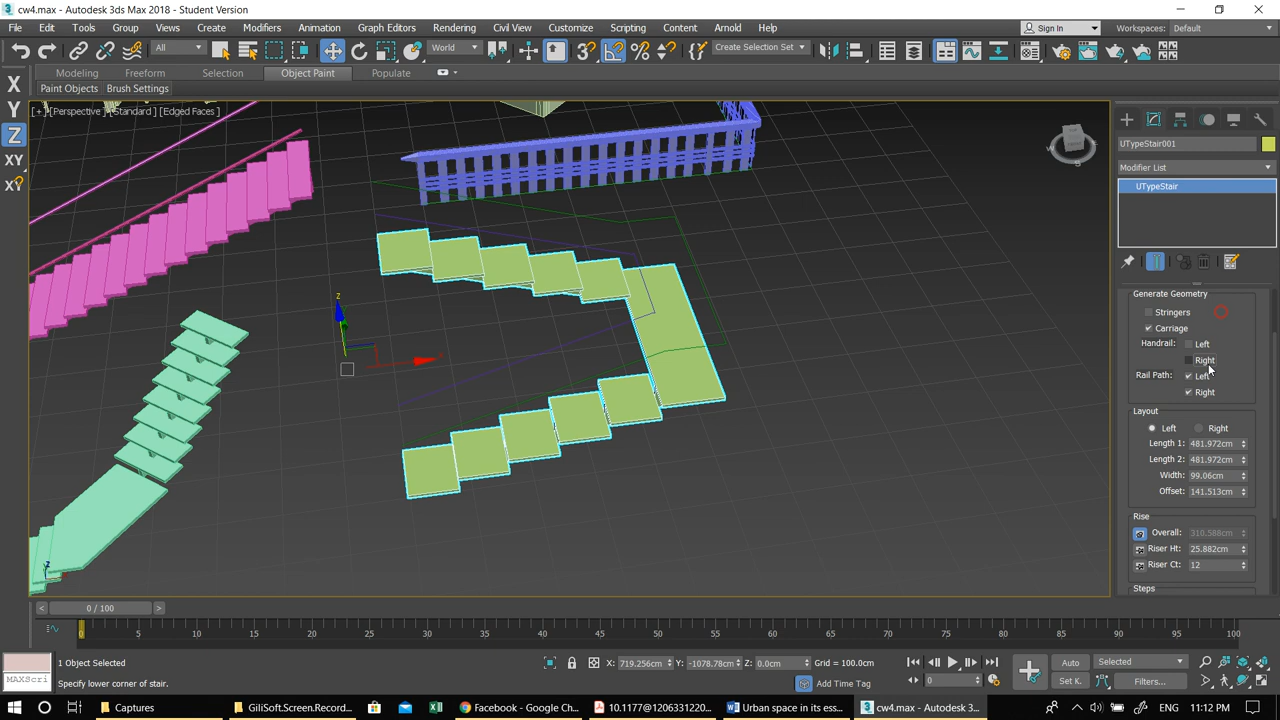 cw4.max - Autodesk 3ds Max 2018 - Student Version
File Edit Tools Group Views Create Modifiers Animation Graph Editors Rendering Civil View Customize Scripting Content Arnold Help Sign In Workspaces: Default
All World Create Selection Set
Modeling Freeform Selection Object Paint Populate
Paint Objects Brush Settings
[+] [Perspective] [Standard] [Edged Faces]
X
Y
Z
XY
UTypeStair001
Modifier List
UTypeStair
Generate Geometry
Stringers
Carriage
Handrail: Left
Right
Rail Path: Left
Right
Layout
Left Right
Length 1: 481.972cm
Length 2: 481.972cm
Width: 99.06cm
Offset: 141.513cm
Rise
Overall: 310.588cm
Riser Ht: 25.882cm
Riser Ct: 12
Steps
< 0 / 100 >
0 5 10 15 20 25 30 35 40 45 50 55 60 65 70 75 80 85 90 95 100
1 Object Selected
X: 719.256cm Y: -1078.78cm Z: 0.0cm Grid = 100.0cm
Auto Selected
MAXScri
Specify lower corner of stair.
Add Time Tag
0
Set K. Filters...
Captures
GiliSoft.Screen.Record...
Facebook - Google Ch...
10.1177@1206331220...
Urban space in its ess...
cw4.max - Autodesk 3...
11:12 PM